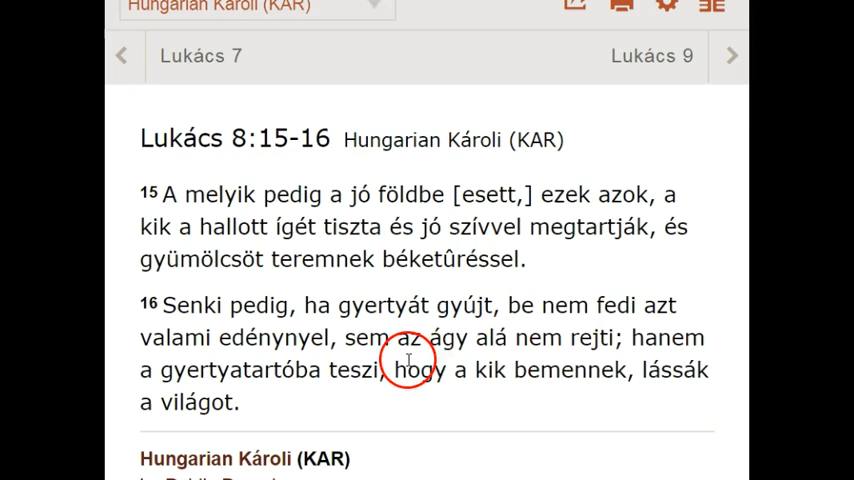 Hungarian Károli (KAR)
Lukács 7
Lukács 9
Lukács 8:15-16 Hungarian Károli (KAR)
15 A melyik pedig a jó földbe [esett,] ezek azok, a
kik a hallott ígét tiszta és jó szívvel megtartják, és
gyümölcsöt teremnek béketûréssel.
16 Senki pedig, ha gyertyát gyújt, be nem fedi azt
valami edénynyel, sem az ágy alá nem rejti; hanem
a gyertyatartóba teszi, hogy a kik bemennek, lássák
a világot.
Hungarian Károli (KAR)